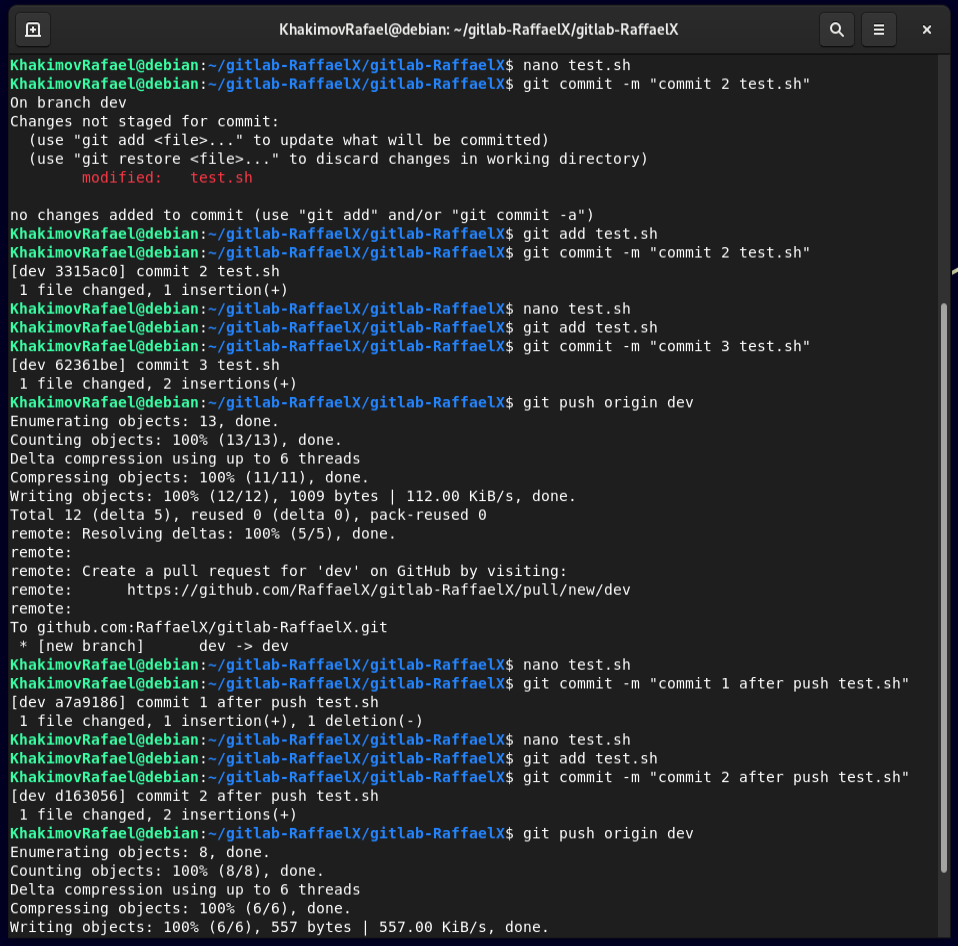 KhakimovRafael@debian: ~/gitlab-RaffaelX/gitlab-RaffaelX
KhakimovRafael@debian:~/gitlab-RaffaelX/gitlab-RaffaelX$ nano test.sh
KhakimovRafael@debian:~/gitlab-RaffaelX/gitlab-RaffaelX$ git commit -m "commit 2 test.sh"
On branch dev
Changes not staged for commit:
  (use "git add <file>..." to update what will be committed)
  (use "git restore <file>..." to discard changes in working directory)
        modified:   test.sh

no changes added to commit (use "git add" and/or "git commit -a")
KhakimovRafael@debian:~/gitlab-RaffaelX/gitlab-RaffaelX$ git add test.sh
KhakimovRafael@debian:~/gitlab-RaffaelX/gitlab-RaffaelX$ git commit -m "commit 2 test.sh"
[dev 3315ac0] commit 2 test.sh
 1 file changed, 1 insertion(+)
KhakimovRafael@debian:~/gitlab-RaffaelX/gitlab-RaffaelX$ nano test.sh
KhakimovRafael@debian:~/gitlab-RaffaelX/gitlab-RaffaelX$ git add test.sh
KhakimovRafael@debian:~/gitlab-RaffaelX/gitlab-RaffaelX$ git commit -m "commit 3 test.sh"
[dev 62361be] commit 3 test.sh
 1 file changed, 2 insertions(+)
KhakimovRafael@debian:~/gitlab-RaffaelX/gitlab-RaffaelX$ git push origin dev
Enumerating objects: 13, done.
Counting objects: 100% (13/13), done.
Delta compression using up to 6 threads
Compressing objects: 100% (11/11), done.
Writing objects: 100% (12/12), 1009 bytes | 112.00 KiB/s, done.
Total 12 (delta 5), reused 0 (delta 0), pack-reused 0
remote: Resolving deltas: 100% (5/5), done.
remote:
remote: Create a pull request for 'dev' on GitHub by visiting:
remote:      https://github.com/RaffaelX/gitlab-RaffaelX/pull/new/dev
remote:
To github.com:RaffaelX/gitlab-RaffaelX.git
 * [new branch]      dev -> dev
KhakimovRafael@debian:~/gitlab-RaffaelX/gitlab-RaffaelX$ nano test.sh
KhakimovRafael@debian:~/gitlab-RaffaelX/gitlab-RaffaelX$ git commit -m "commit 1 after push test.sh"
[dev a7a9186] commit 1 after push test.sh
 1 file changed, 1 insertion(+), 1 deletion(-)
KhakimovRafael@debian:~/gitlab-RaffaelX/gitlab-RaffaelX$ nano test.sh
KhakimovRafael@debian:~/gitlab-RaffaelX/gitlab-RaffaelX$ git add test.sh
KhakimovRafael@debian:~/gitlab-RaffaelX/gitlab-RaffaelX$ git commit -m "commit 2 after push test.sh"
[dev d163056] commit 2 after push test.sh
 1 file changed, 2 insertions(+)
KhakimovRafael@debian:~/gitlab-RaffaelX/gitlab-RaffaelX$ git push origin dev
Enumerating objects: 8, done.
Counting objects: 100% (8/8), done.
Delta compression using up to 6 threads
Compressing objects: 100% (6/6), done.
Writing objects: 100% (6/6), 557 bytes | 557.00 KiB/s, done.